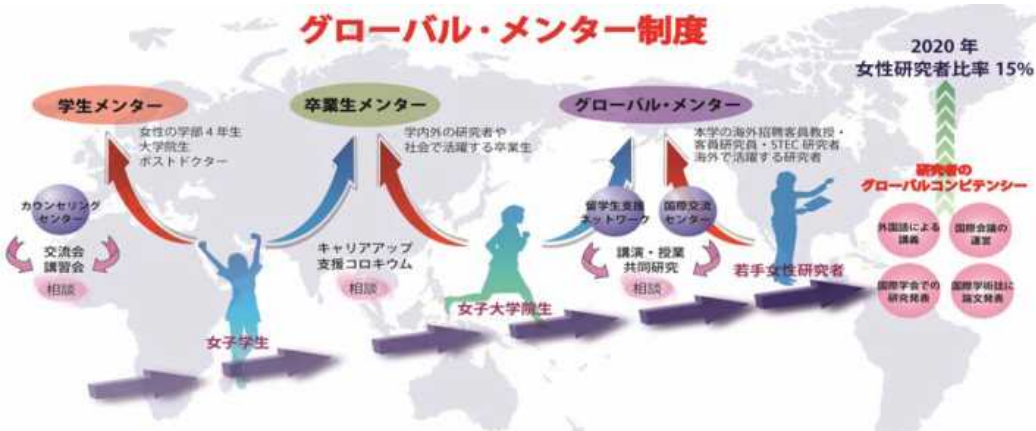 グローバル・メンター制度
2020 年
女性研究者比率 15%
学生メンター
女性の学部 4 年生
大学院生
ポストドクター
卒業生メンター
学内外の研究者や
社会で活躍する卒業生
グローバル・メンター
本学の海外招聘客員教授・
客員研究員・STEC 研究者
海外で活躍する研究者
カウンセリング
センター
交流会
講習会
相談
女子学生
キャリアアップ
支援コロキウム
相談
女子大学院生
留学生支援
ネットワーク
国際交流
センター
講演・授業
共同研究
相談
若手女性研究者
研究者の
グローバルコンピテンシー
外国語による
講義
国際会議の
運営
国際学会での
研究発表
国際学術誌に
論文発表